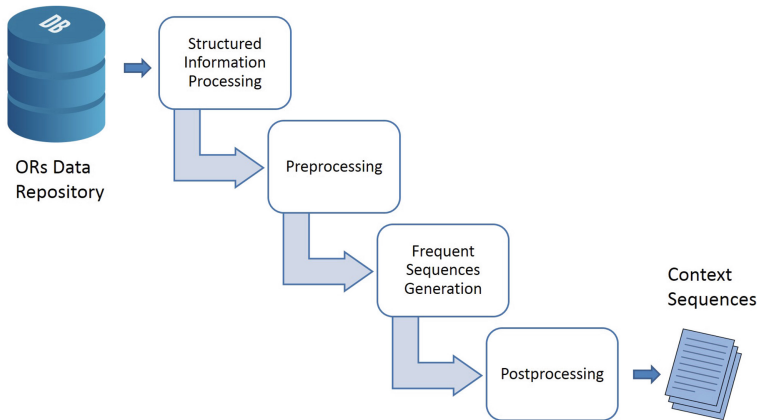 DB
Structured
Information
Processing
ORs Data
Repository
Preprocessing
Frequent
Sequences
Generation
Context
Sequences
Postprocessing